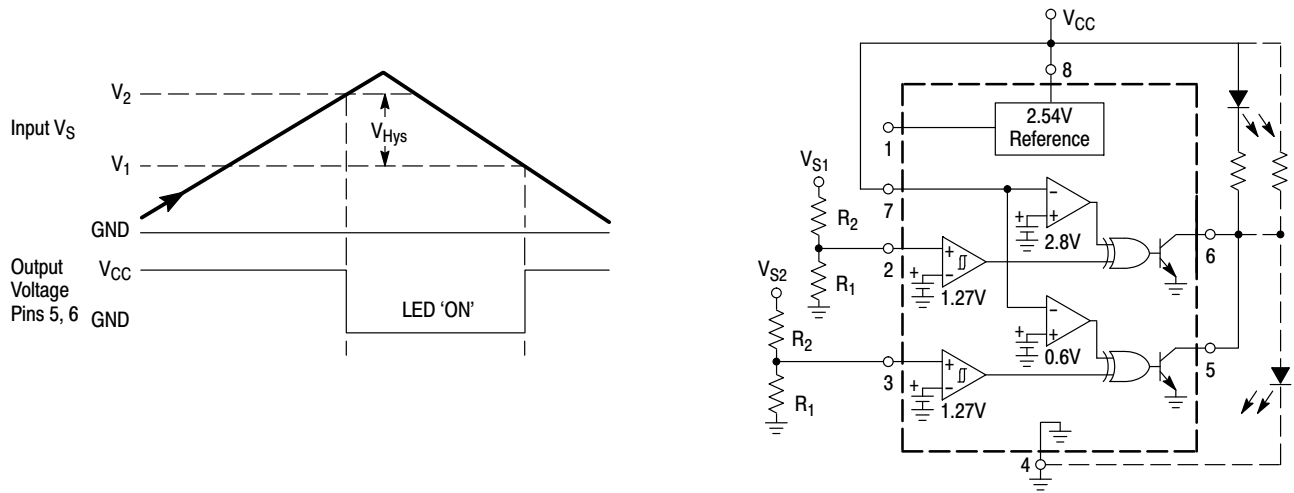 V2
Input VS
VHys
V1
GND
Output
Voltage
Pins 5, 6
VCC
GND
LED 'ON'
VCC
8
2.54V
Reference
1
VS1
7
R2
2.8V
6
2
R1
1.27V
VS2
R2
0.6V
5
3
R1
1.27V
4